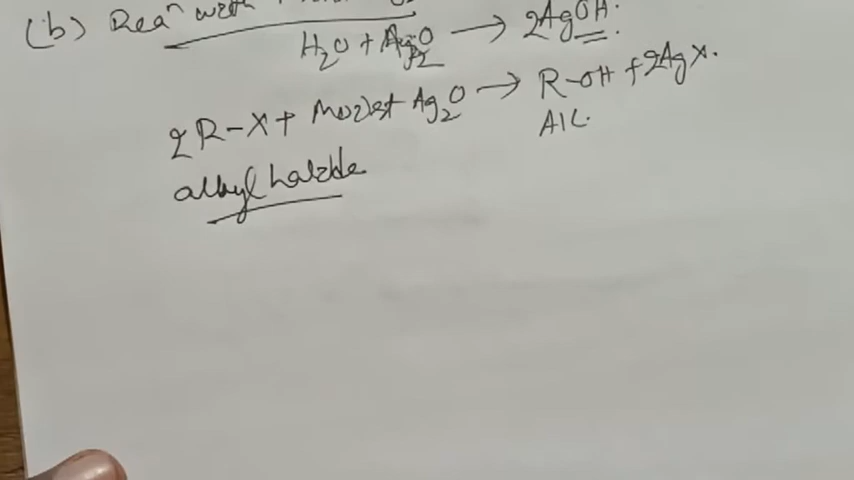 (b) Reaⁿ with
H₂O + Ag₂O → 2AgOH.
2R-X + Moist Ag₂O → R-OH + 2AgX.
Alc.
alkyl halide